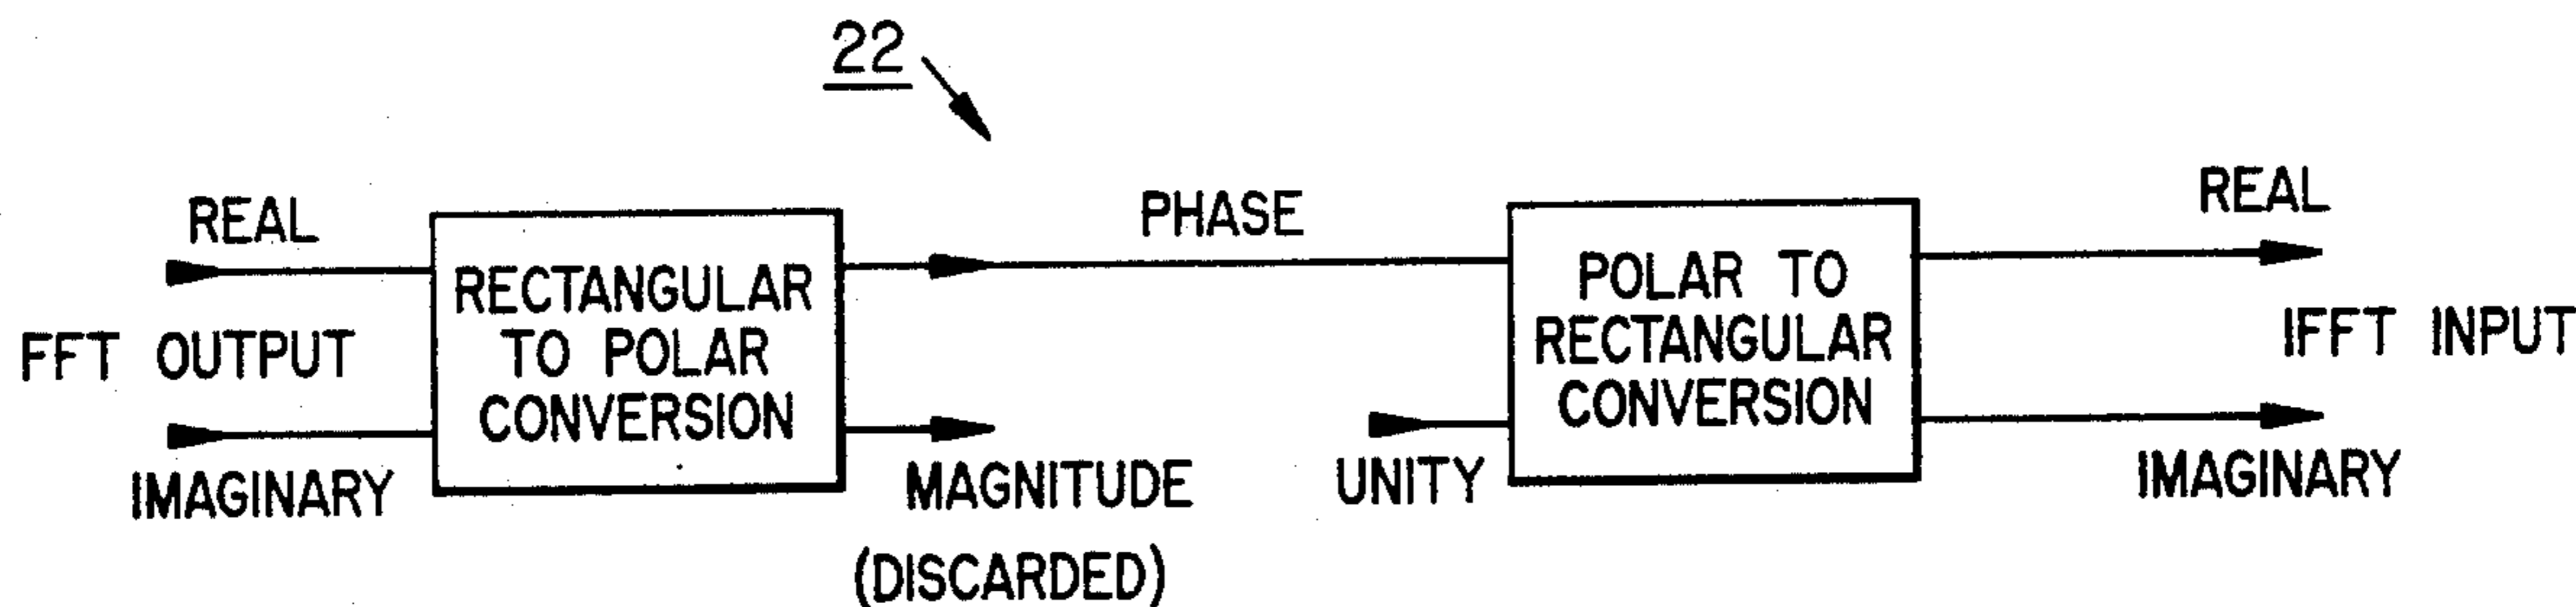 22
REAL
FFT OUTPUT
IMAGINARY
RECTANGULAR
TO POLAR
CONVERSION
PHASE
MAGNITUDE
(DISCARDED)
UNITY
POLAR TO
RECTANGULAR
CONVERSION
REAL
IFFT INPUT
IMAGINARY